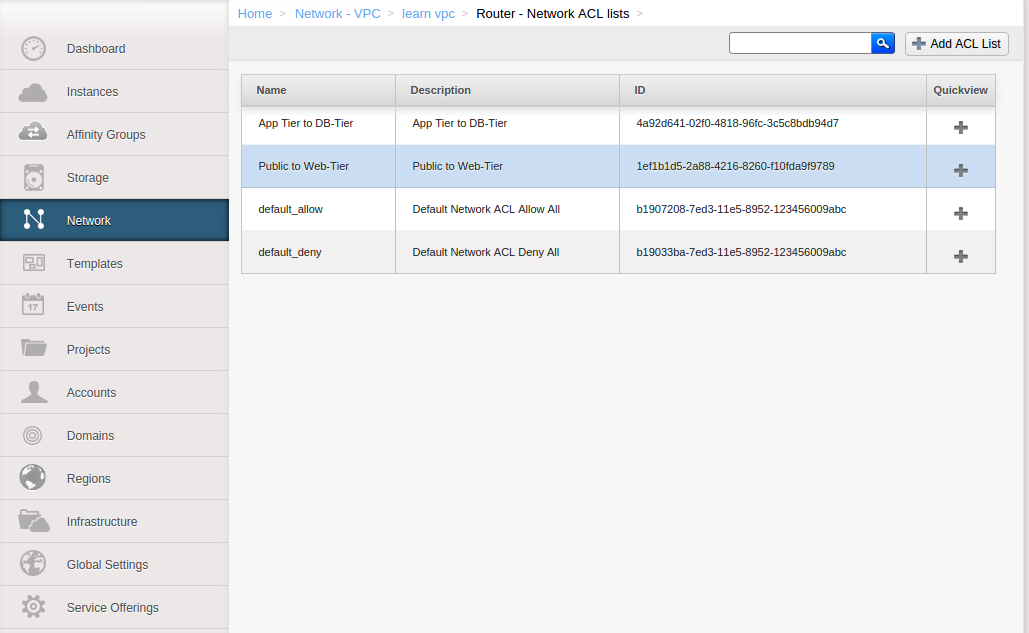 Home > Network - VPC > learn vpc > Router - Network ACL lists >
Add ACL List
Dashboard
Instances
Affinity Groups
Storage
Network
Templates
17
Events
Projects
Accounts
Domains
Regions
Infrastructure
Global Settings
Service Offerings
Name Description ID Quickview
App Tier to DB-Tier App Tier to DB-Tier 4a92d641-02f0-4818-96fc-3c5c8bdb94d7
Public to Web-Tier Public to Web-Tier 1ef1b1d5-2a88-4216-8260-f10fda9f9789
default_allow Default Network ACL Allow All b1907208-7ed3-11e5-8952-123456009abc
default_deny Default Network ACL Deny All b19033ba-7ed3-11e5-8952-123456009abc